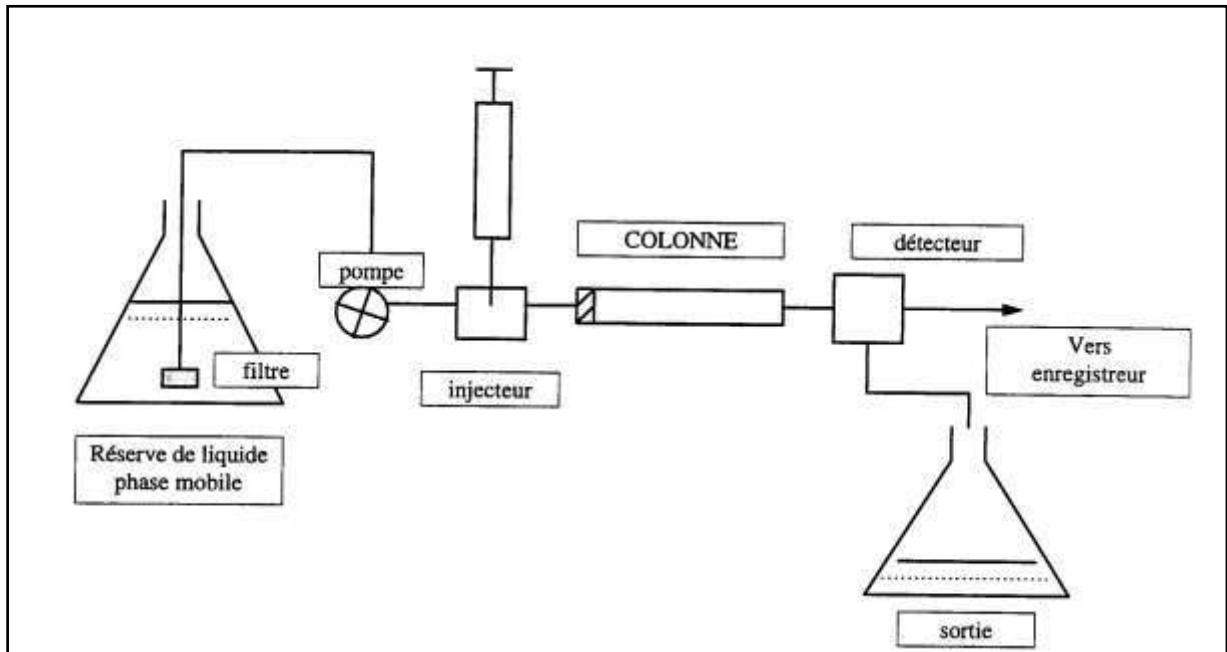 COLONNE
détecteur
pompe
filtre
injecteur
Vers
enregistreur
Réserve de liquide
phase mobile
sortie